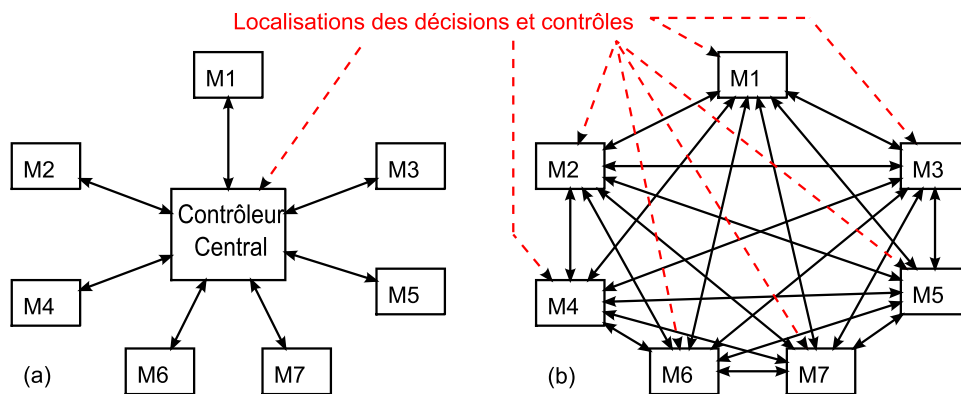 Localisations des décisions et contrôles
M1
M2
M3
Contrôleur
Central
M4
M5
M6
M7
(a)
M1
M2
M3
M4
M5
M6
M7
(b)